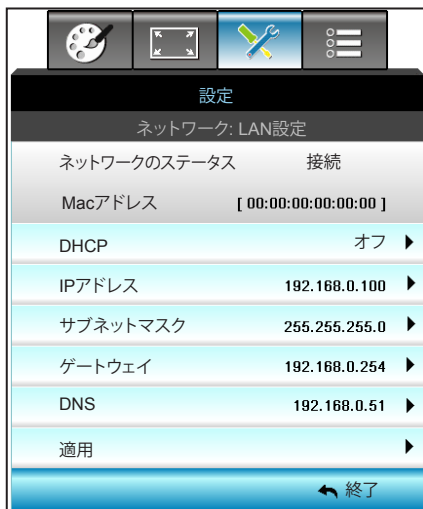 設定
ネットワーク: LAN設定
ネットワークのステータス 接続
Macアドレス [ 00:00:00:00:00:00 ]
DHCP オフ
IPアドレス 192.168.0.100
サブネットマスク 255.255.255.0
ゲートウェイ 192.168.0.254
DNS 192.168.0.51
適用
終了